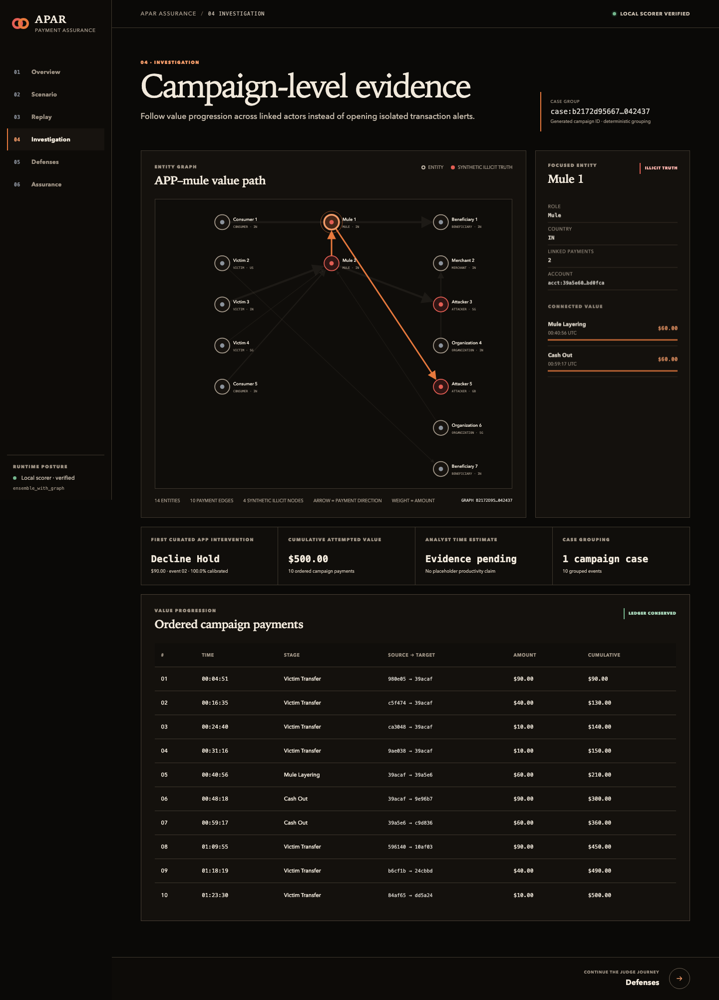 APAR
PAYMENT ASSURANCE
01 Overview
02 Scenario
03 Replay
04 Investigation
05 Defenses
06 Assurance
RUNTIME POSTURE
Local scorer · verified
ensemble_with_graph
APAR ASSURANCE / 04 INVESTIGATION
LOCAL SCORER VERIFIED
04 · INVESTIGATION
Campaign-level evidence
Follow value progression across linked actors instead of opening isolated transaction alerts.
CASE GROUP
case:b2172d95667…042437
Generated campaign ID · deterministic grouping
ENTITY GRAPH
APP–mule value path
ENTITY
SYNTHETIC ILLICIT TRUTH
Consumer 1
CONSUMER · IN
Mule 1
MULE · IN
Beneficiary 1
BENEFICIARY · IN
Victim 2
VICTIM · US
Mule 2
MULE · IN
Merchant 2
MERCHANT · IN
Victim 3
VICTIM · IN
Attacker 3
ATTACKER · SG
Victim 4
VICTIM · SG
Organization 4
ORGANIZATION · IN
Consumer 5
CONSUMER · IN
Attacker 5
ATTACKER · GB
Organization 6
ORGANIZATION · SG
Beneficiary 7
BENEFICIARY · IN
14 ENTITIES 10 PAYMENT EDGES 4 SYNTHETIC ILLICIT NODES ARROW = PAYMENT DIRECTION WEIGHT = AMOUNT GRAPH B2172D95…042437
FOCUSED ENTITY
Mule 1
ILLICIT TRUTH
ROLE
Mule
COUNTRY
IN
LINKED PAYMENTS
2
ACCOUNT
acct:39a5e60…bd0fca
CONNECTED VALUE
Mule Layering
00:40:56 UTC
$60.00
Cash Out
00:59:17 UTC
$60.00
FIRST CURATED APP INTERVENTION
Decline Hold
$90.00 · event 02 · 100.0% calibrated
CUMULATIVE ATTEMPTED VALUE
$500.00
10 ordered campaign payments
ANALYST TIME ESTIMATE
Evidence pending
No placeholder productivity claim
CASE GROUPING
1 campaign case
10 grouped events
VALUE PROGRESSION
Ordered campaign payments
LEDGER CONSERVED
# TIME STAGE SOURCE → TARGET AMOUNT CUMULATIVE
01 00:04:51 Victim Transfer 980e05 → 39acaf $90.00 $90.00
02 00:16:35 Victim Transfer c5f474 → 39acaf $40.00 $130.00
03 00:24:40 Victim Transfer ca3048 → 39acaf $10.00 $140.00
04 00:31:16 Victim Transfer 9ae038 → 39acaf $10.00 $150.00
05 00:40:56 Mule Layering 39acaf → 39a5e6 $60.00 $210.00
06 00:48:18 Cash Out 39acaf → 9e96b7 $90.00 $300.00
07 00:59:17 Cash Out 39a5e6 → c9d836 $60.00 $360.00
08 01:09:55 Victim Transfer 596140 → 10af03 $90.00 $450.00
09 01:18:19 Victim Transfer b6cf1b → 24cbbd $40.00 $490.00
10 01:23:30 Victim Transfer 84af65 → dd5a24 $10.00 $500.00
CONTINUE THE JUDGE JOURNEY
Defenses →